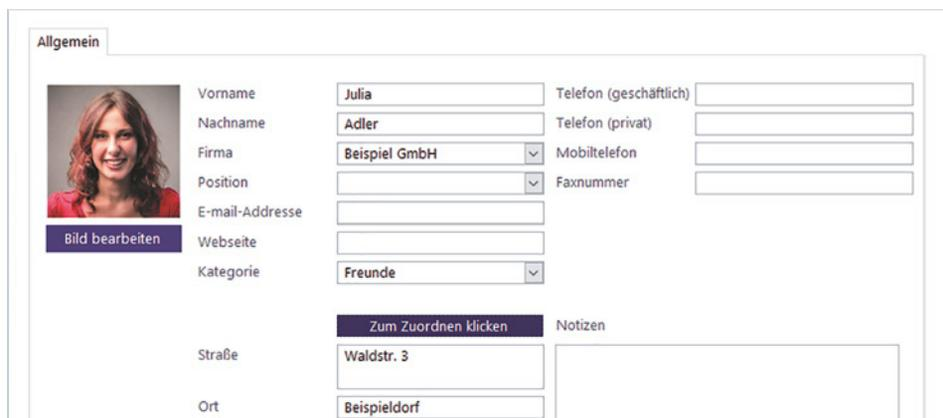 Allgemein
Vorname Julia Telefon (geschäftlich)
Nachname Adler Telefon (privat)
Firma Beispiel GmbH Mobiltelefon
Position Faxnummer
E-mail-Addresse
Bild bearbeiten Webseite
Kategorie Freunde
Zum Zuordnen klicken Notizen
Straße Waldstr. 3
Ort Beispieldorf